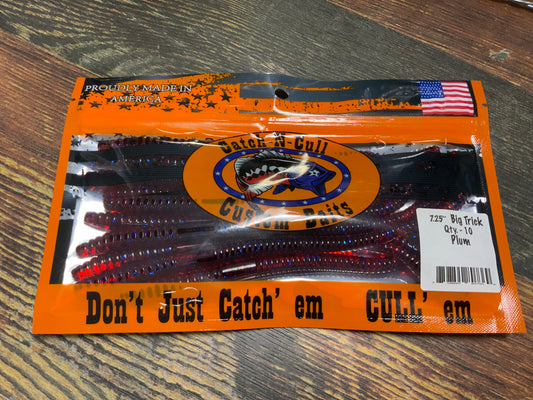 PROUDLY MADE IN
AMERICA
Catch-N-Cull
Custom Baits
7.25" Big Trick
Qty. - 10
Plum
Don't Just Catch' em CULL' em